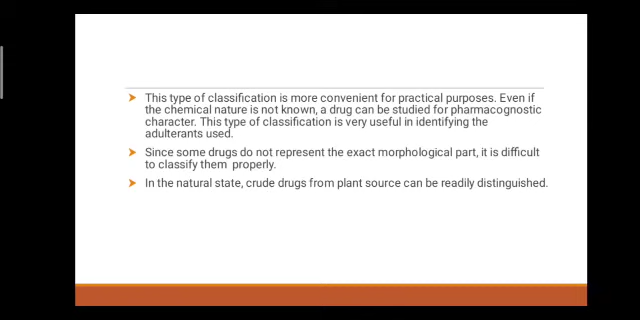 This type of classification is more convenient for practical purposes. Even if
the chemical nature is not known, a drug can be studied for pharmacognostic
character. This type of classification is very useful in identifying the
adulterants used.
Since some drugs do not represent the exact morphological part, it is difficult
to classify them properly.
In the natural state, crude drugs from plant source can be readily distinguished.